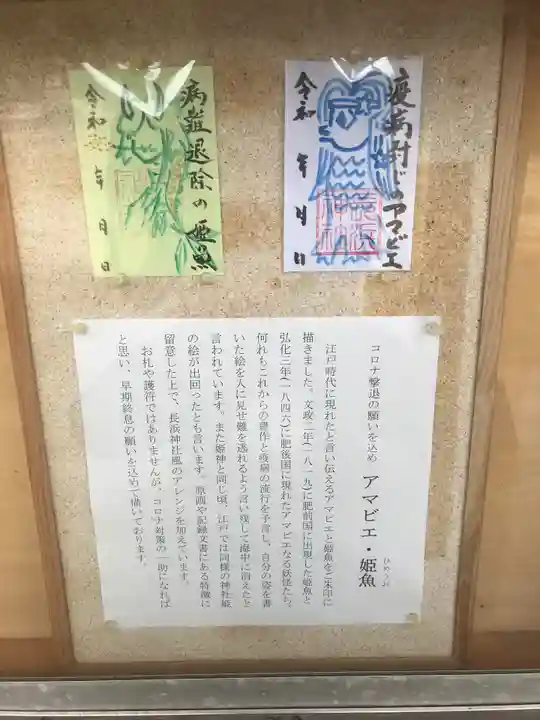 疫病封じのアマビエ
令和 年 月 日
長浜神社
病難退除の姫魚
令和 年 月 日
コロナ撃退の願いを込め アマビエ・姫魚
ひめうお
江戸時代に現れたと言い伝えるアマビエと姫魚をご朱印に
描きました。文政二年(一八一九)に肥前国に出現した姫魚と
弘化三年(一八四六)に肥後国に現れたアマビエなる妖怪たち。
何れもこれからの豊作と疫病の流行を予言し、自分の姿を書
いた絵を人に見せ難を逃れるよう言い残して海中に消えたと
言われています。また姫神と同じ頃、江戸では同様の神社姫
の絵が出回ったとも言います。原画や記録文書にある特徴に
留意した上で、長浜神社風のアレンジを加えています。
お札や護符ではありませんが、コロナ対策の一助になれば
と思い、早期終息の願いを込めて描いております。